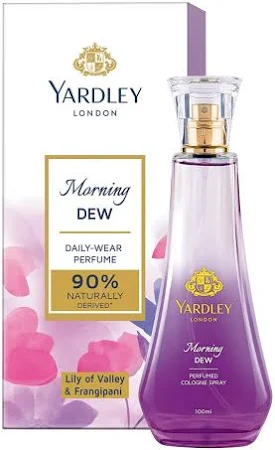 YARDLEY
LONDON
Morning
DEW
DAILY-WEAR
PERFUME
90%
NATURALLY
DERIVED*
Lily of Valley
& Frangipani
YARDLEY
LONDON
Morning
DEW
PERFUMED
COLOGNE SPRAY
100ml